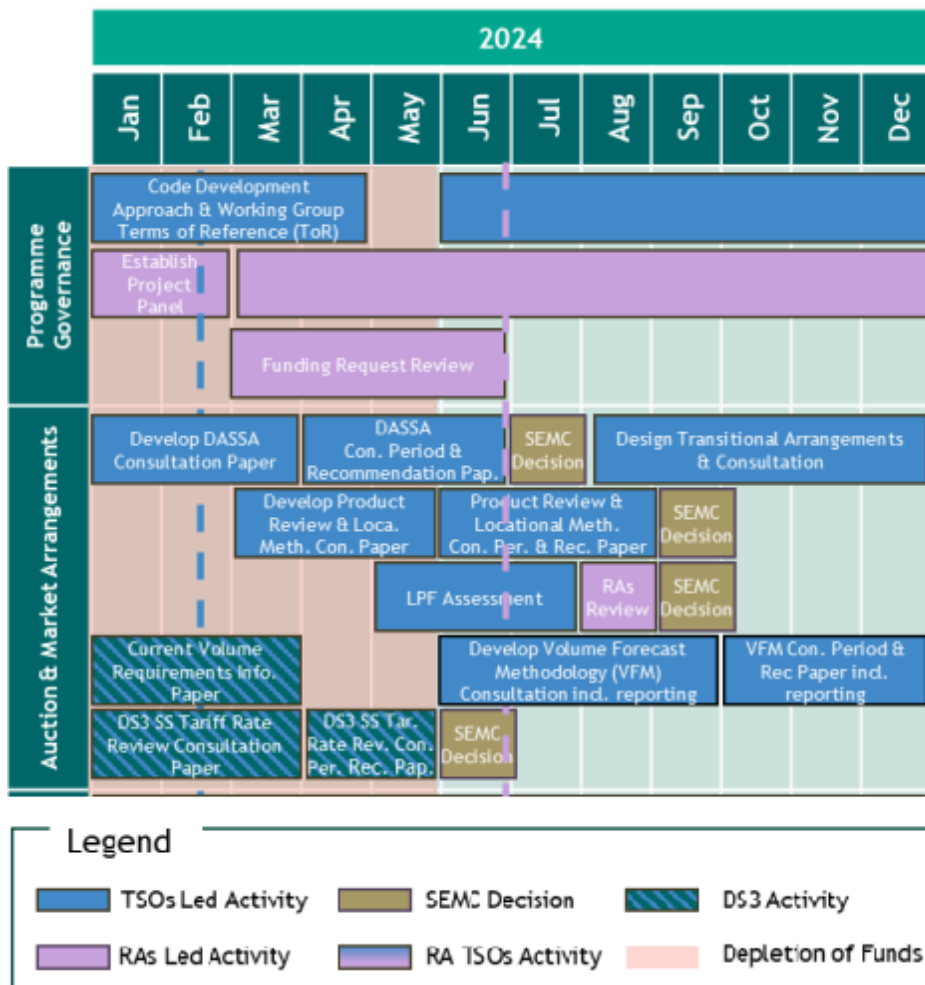 2024
Jan
Feb
Mar
Apr
May
Jun
Jul
Aug
Sep
Oct
Nov
Dec
Programme
Governance
Code Development
Approach & Working Group
Terms of Reference (ToR)
Establish
Project
Panel
Funding Request Review
Auction & Market Arrangements
Develop DASSA
Consultation Paper
DASSA
Con. Period &
Recommendation Pap.
SEMC
Decision
Design Transitional Arrangements
& Consultation
Develop Product
Review & Loca.
Meth. Con. Paper
Product Review &
Locational Meth.
Con. Per. & Rec. Paper
SEMC
Decision
LPF Assessment
RAs
Review
SEMC
Decision
Current Volume
Requirements Info.
Paper
Develop Volume Forecast
Methodology (VFM)
Consultation incl. reporting
VFM Con. Period &
Rec Paper incl.
reporting
DS3 SS Tariff Rate
Review Consultation
Paper
DS3 SS Tar.
Rate Rev. Con.
Per. Rec. Pap.
SEMC
Decision
Legend
TSOs Led Activity
SEMC Decision
DS3 Activity
RAs Led Activity
RA TSOs Activity
Depletion of Funds